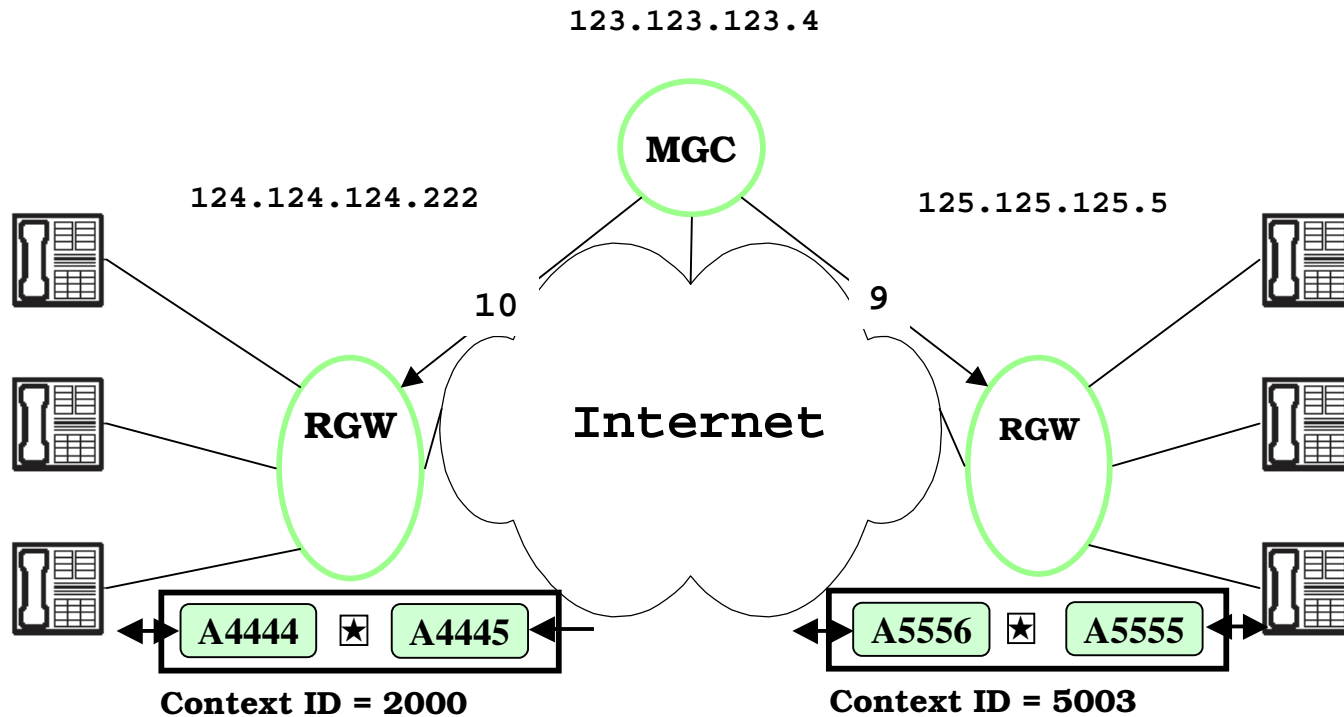 123.123.123.4
MGC
124.124.124.222
125.125.125.5
10
9
RGW
Internet
RGW
A4444
A4445
A5556
A5555
Context ID = 2000
Context ID = 5003